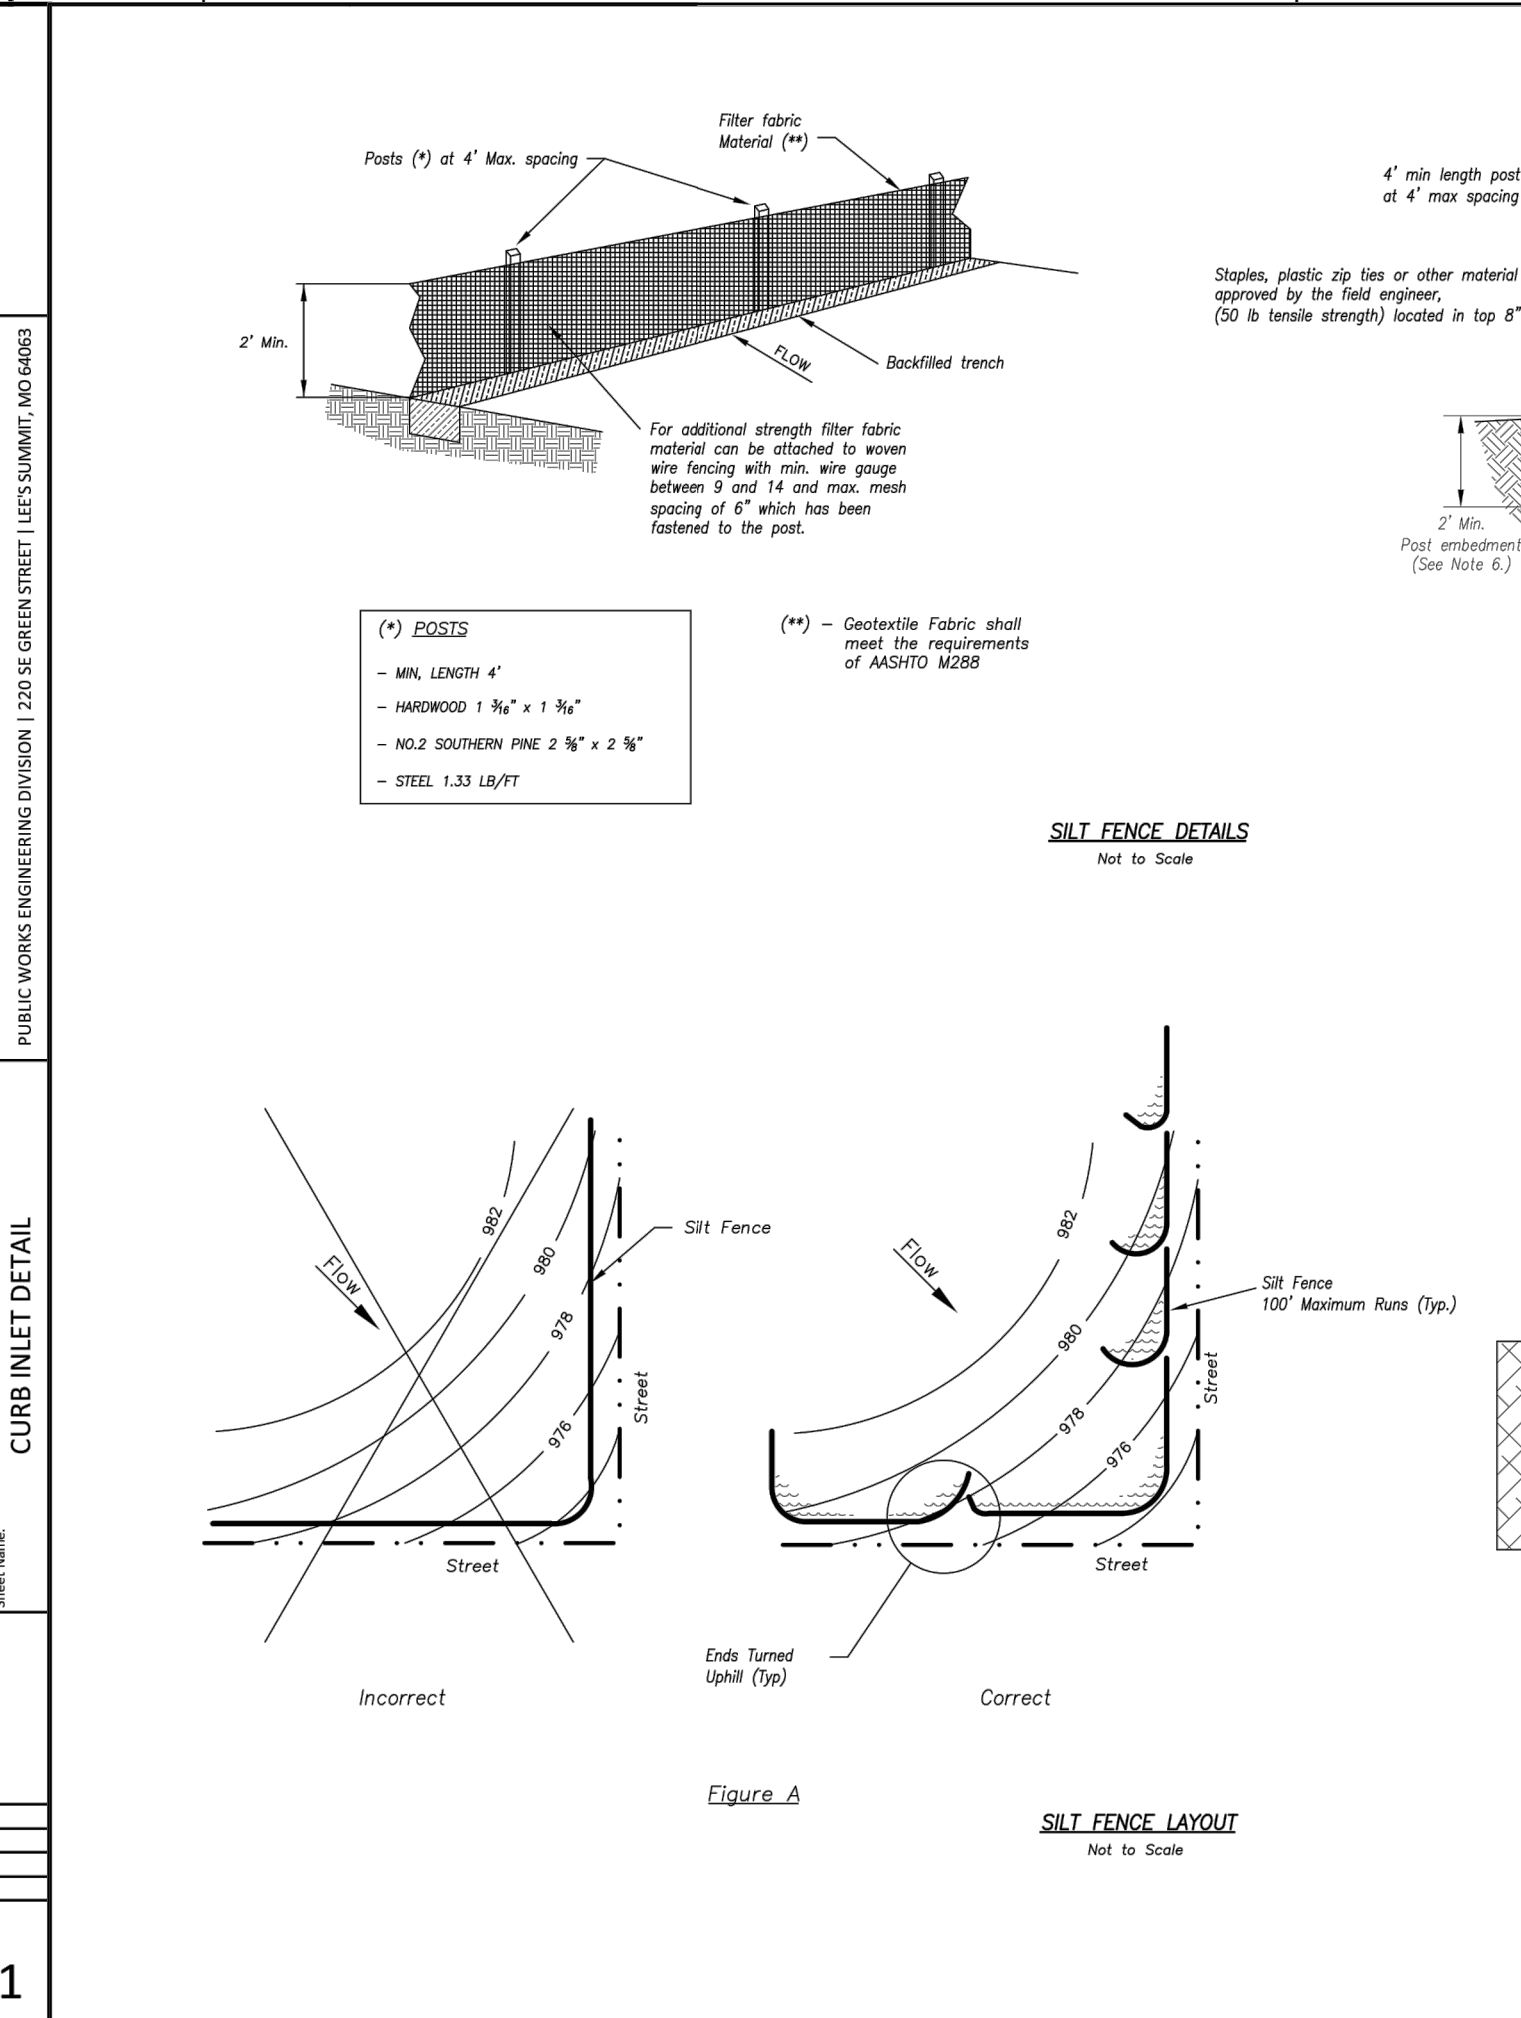 Filter fabric
Material (**)
Posts (*) at 4' Max. spacing
4' min length post
at 4' max spacing
Staples, plastic zip ties or other material
approved by the field engineer,
(50 lb tensile strength) located in top 8"
2' Min.
FLOW
Backfilled trench
For additional strength filter fabric
material can be attached to woven
wire fencing with min. wire gauge
between 9 and 14 and max. mesh
spacing of 6" which has been
fastened to the post.
2' Min.
Post embedment
(See Note 6.)
(*) POSTS
– MIN, LENGTH 4'
– HARDWOOD 1 3/16" x 1 3/16"
– NO.2 SOUTHERN PINE 2 5/8" x 2 5/8"
– STEEL 1.33 LB/FT
(**) – Geotextile Fabric shall
meet the requirements
of AASHTO M288
SILT FENCE DETAILS
Not to Scale
PUBLIC WORKS ENGINEERING DIVISION | 220 SE GREEN STREET | LEE'S SUMMIT, MO 64063
CURB INLET DETAIL
Sheet Name:
1
982
980
978
976
Flow
Silt Fence
Street
Street
Incorrect
982
980
978
976
Flow
Silt Fence
100' Maximum Runs (Typ.)
Street
Street
Ends Turned
Uphill (Typ)
Correct
Figure A
SILT FENCE LAYOUT
Not to Scale